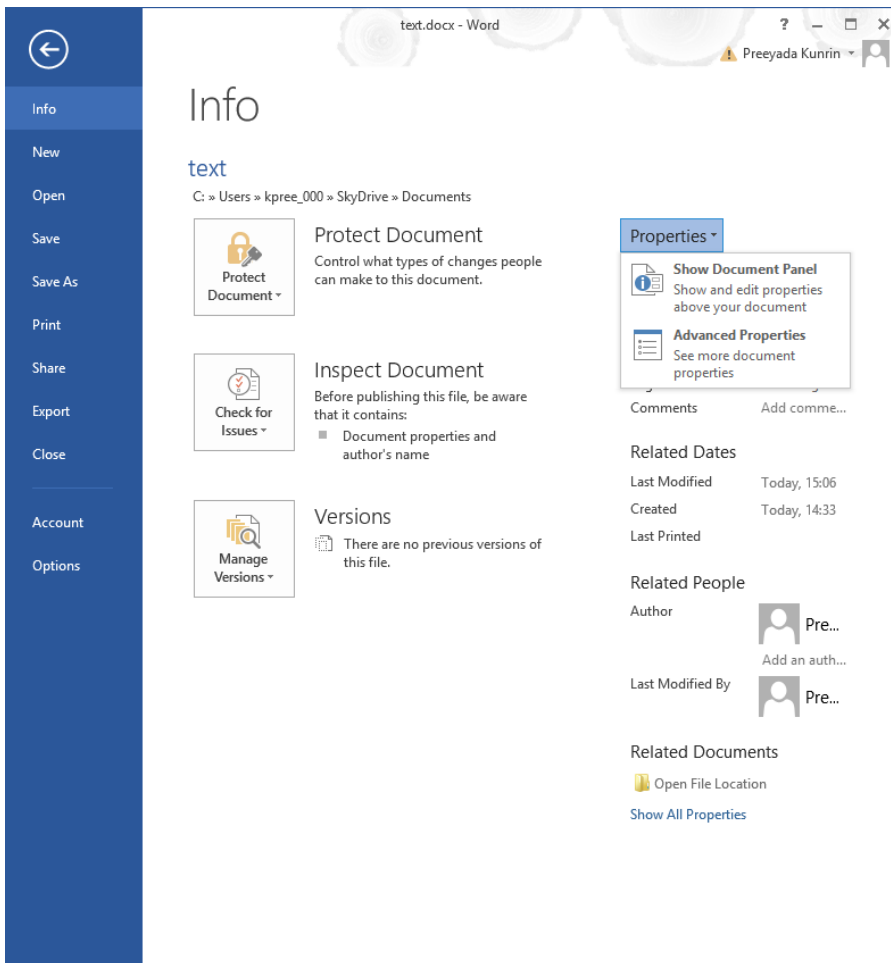 text.docx - Word
?
Preeyada Kunrin
Info
New
Open
Save
Save As
Print
Share
Export
Close
Account
Options
Info
text
C: » Users » kpree_000 » SkyDrive » Documents
Protect
Document
Protect Document
Control what types of changes people
can make to this document.
Check for
Issues
Inspect Document
Before publishing this file, be aware
that it contains:
Document properties and
author's name
Manage
Versions
Versions
There are no previous versions of
this file.
Properties
Show Document Panel
Show and edit properties
above your document
Advanced Properties
See more document
properties
Comments Add comme...
Related Dates
Last Modified Today, 15:06
Created Today, 14:33
Last Printed
Related People
Author Pre...
Add an auth...
Last Modified By Pre...
Related Documents
Open File Location
Show All Properties